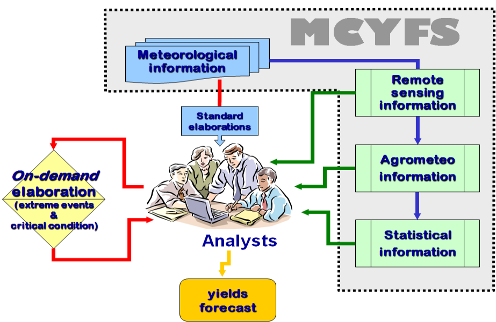 MCYFS
Meteorological
information
Remote
sensing
information
Standard
elaborations
On-demand
elaboration
(extreme events
&
critical condition)
Agrometeo
information
Analysts
Statistical
information
yields
forecast